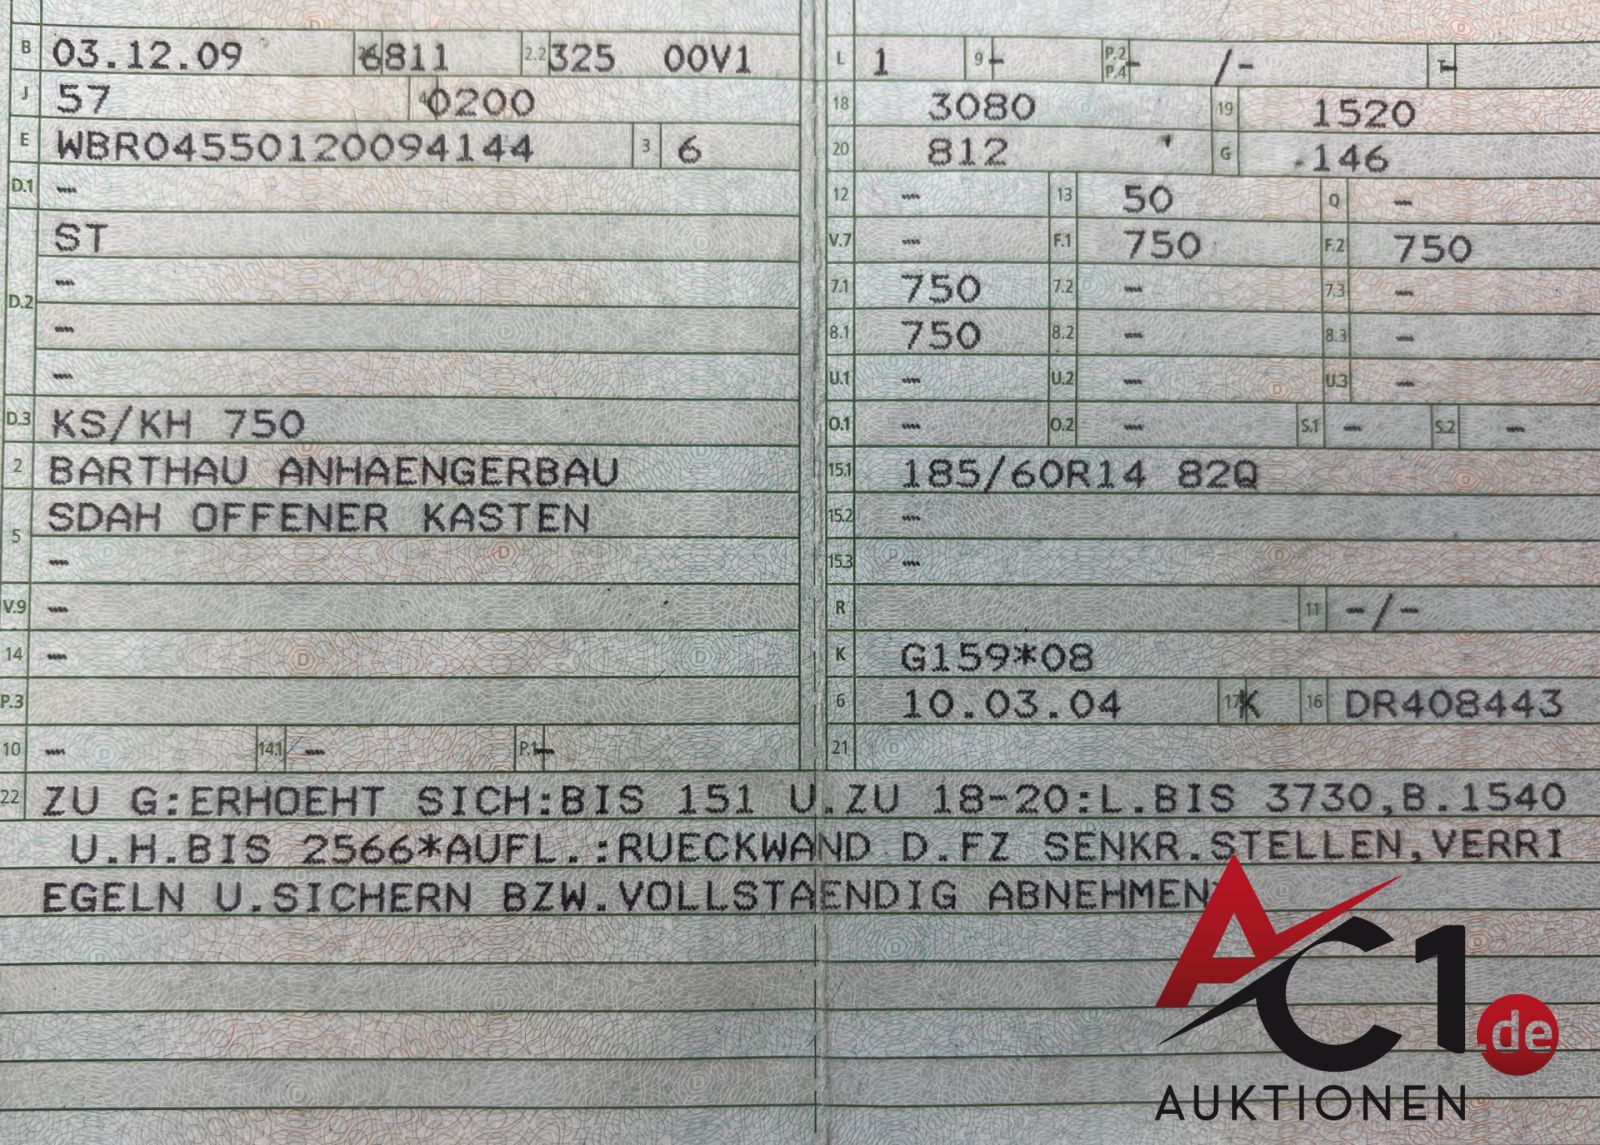 B 03.12.09 6811 2.2 325 00V1
J 57 4 0200
E WBR04550120094144 3 6
D.1 —
ST
D.2 —
—
—
D.3 KS/KH 750
2 BARTHAU ANHAENGERBAU
SDAH OFFENER KASTEN
5 —
V.9 —
14 —
P.3
10 — 14.1 — P.1 —
L 1 9 - P.2 P.4 - /- T -
18 3080 19 1520
20 812 G 146
12 — 13 50 Q -
V.7 — F.1 750 F.2 750
7.1 750 7.2 - 7.3 -
8.1 750 8.2 - 8.3 -
U.1 — U.2 - U.3 -
O.1 — O.2 - S.1 - S.2 -
15.1 185/60R14 82Q
15.2 —
15.3 —
R 11 -/-
K G159*08
6 10.03.04 17 K 16 DR408443
21
22 ZU G:ERHOEHT SICH:BIS 151 U.ZU 18-20:L.BIS 3730,B.1540
U.H.BIS 2566*AUFL.:RUECKWAND D.FZ SENKR.STELLEN,VERRI
EGELN U.SICHERN BZW.VOLLSTAENDIG ABNEHMEN
AC1.de
AUKTIONEN